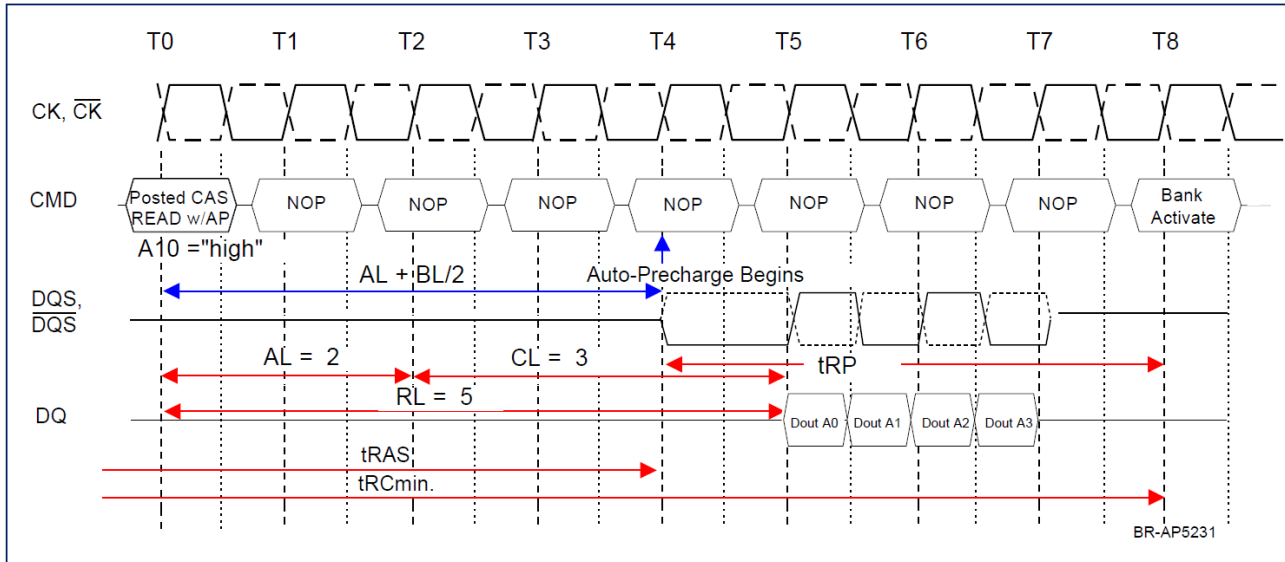 T0 T1 T2 T3 T4 T5 T6 T7 T8
CK, CK
CMD
Posted CAS
READ w/AP
NOP NOP NOP NOP NOP NOP NOP
Bank
Activate
A10 ="high"
AL + BL/2
Auto-Precharge Begins
DQS,
DQS
AL = 2
CL = 3
tRP
RL = 5
DQ
Dout A0 Dout A1 Dout A2 Dout A3
tRAS
tRCmin.
BR-AP5231